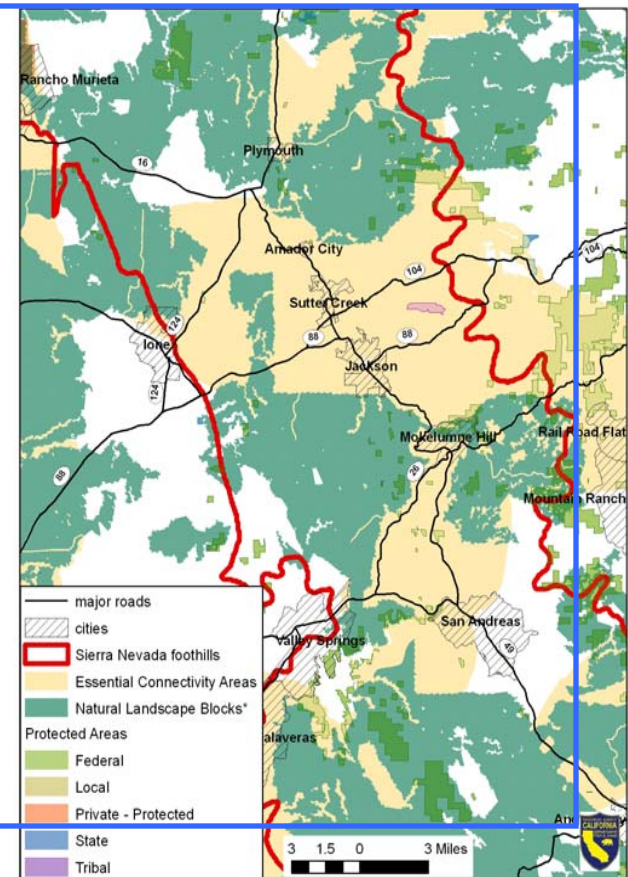 Rancho Murieta
16
Plymouth
Amador City
104
104
Sutter Creek
124
88
88
Ione
Jackson
124
Mokelumne Hill
Rail Road Flat
88
26
Mountain Ranch
San Andreas
Valley Springs
49
alaveras
major roads
cities
Sierra Nevada foothills
Essential Connectivity Areas
Natural Landscape Blocks*
Protected Areas
Federal
Local
Private - Protected
State
Tribal
3 1.5 0 3 Miles
CALIFORNIA